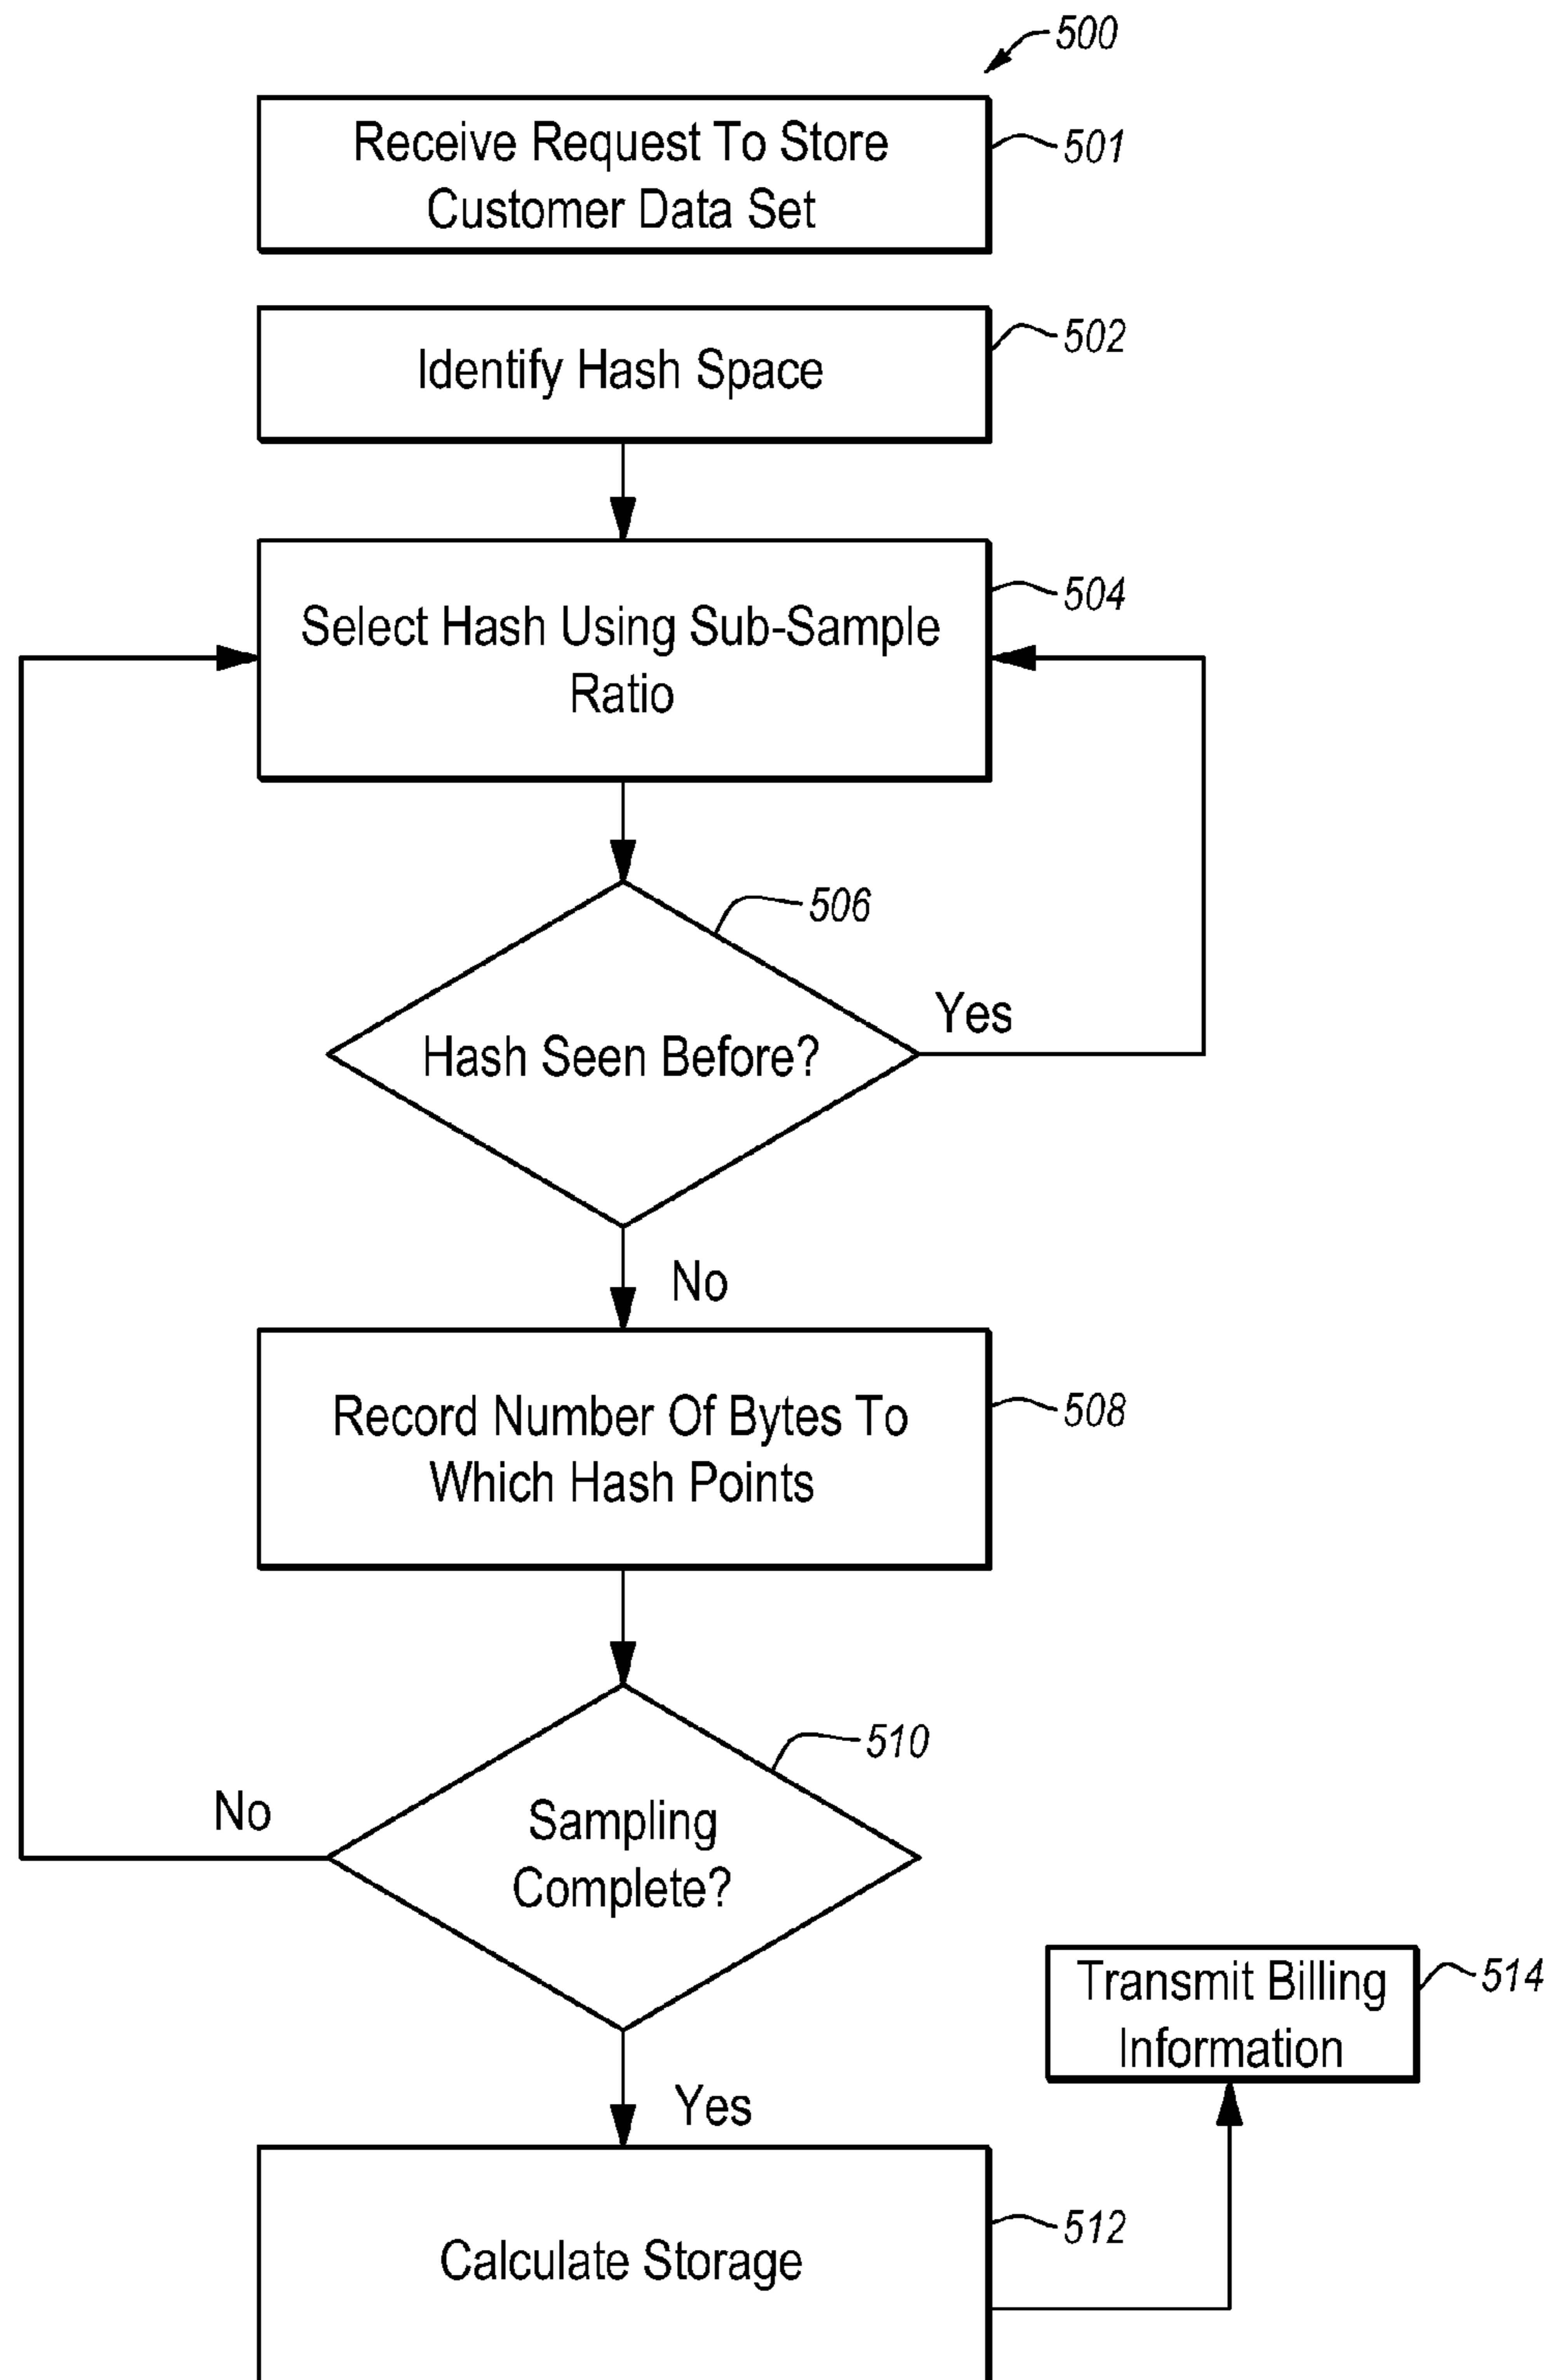 500
Receive Request To Store
Customer Data Set
501
Identify Hash Space
502
Select Hash Using Sub-Sample
Ratio
504
506
Hash Seen Before?
Yes
No
Record Number Of Bytes To
Which Hash Points
508
510
Sampling
Complete?
No
Yes
Transmit Billing
Information
514
Calculate Storage
512